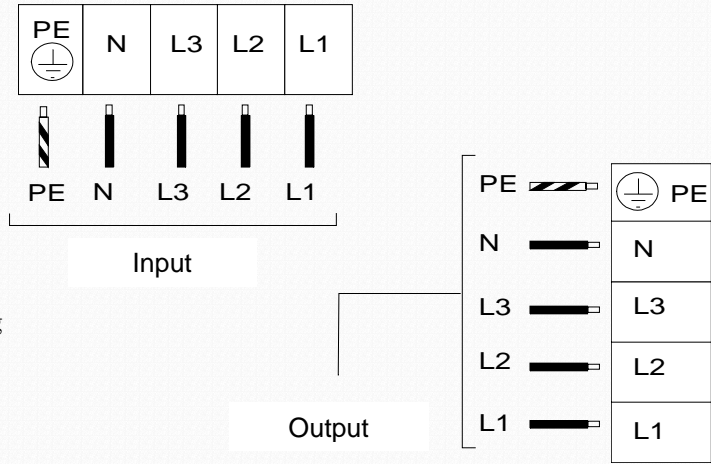 PE N L3 L2 L1
PE N L3 L2 L1
Input
PE PE
N N
L3 L3
L2 L2
L1 L1
Output